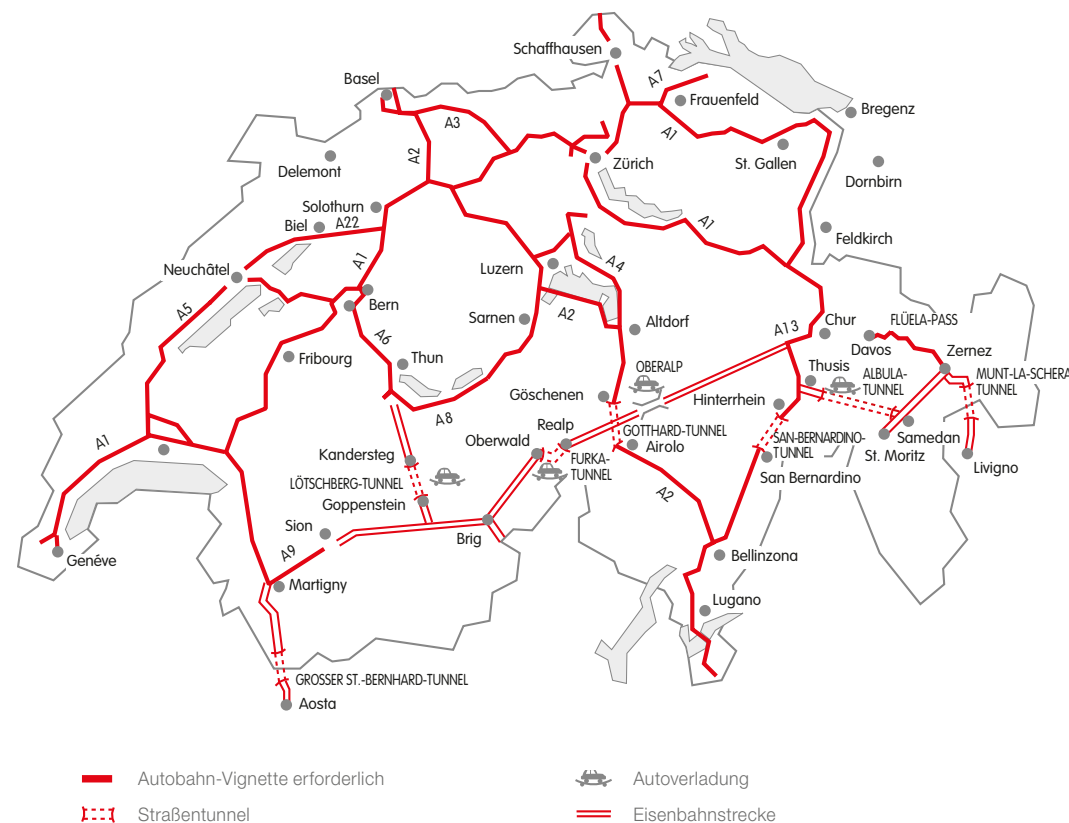 Schaffhausen
Basel
A7
Frauenfeld
Bregenz
A3
A1
A2
Zürich
St. Gallen
Delemont
Dornbirn
Solothurn
Biel
A22
A1
Feldkirch
Neuchâtel
A1
Luzern
A4
A5
Bern
A2
Sarnen
Altdorf
A13
Chur
FLÜELA-PASS
A6
Davos
Zernez
Fribourg
Thun
OBERALP
Thusis
ALBULA-
TUNNEL
MUNT-LA-SCHERA
TUNNEL
Göschenen
Hinterrhein
A8
Realp
GOTTHARD-TUNNEL
Samedan
A1
Oberwald
Airolo
SAN-BERNARDINO-
TUNNEL
St. Moritz
Kandersteg
FURKA-
TUNNEL
Livigno
LÖTSCHBERG-TUNNEL
San Bernardino
Goppenstein
A2
Sion
Brig
A9
Genéve
Bellinzona
Martigny
Lugano
GROSSER ST.-BERNHARD-TUNNEL
Aosta
Autobahn-Vignette erforderlich
Autoverladung
Straßentunnel
Eisenbahnstrecke